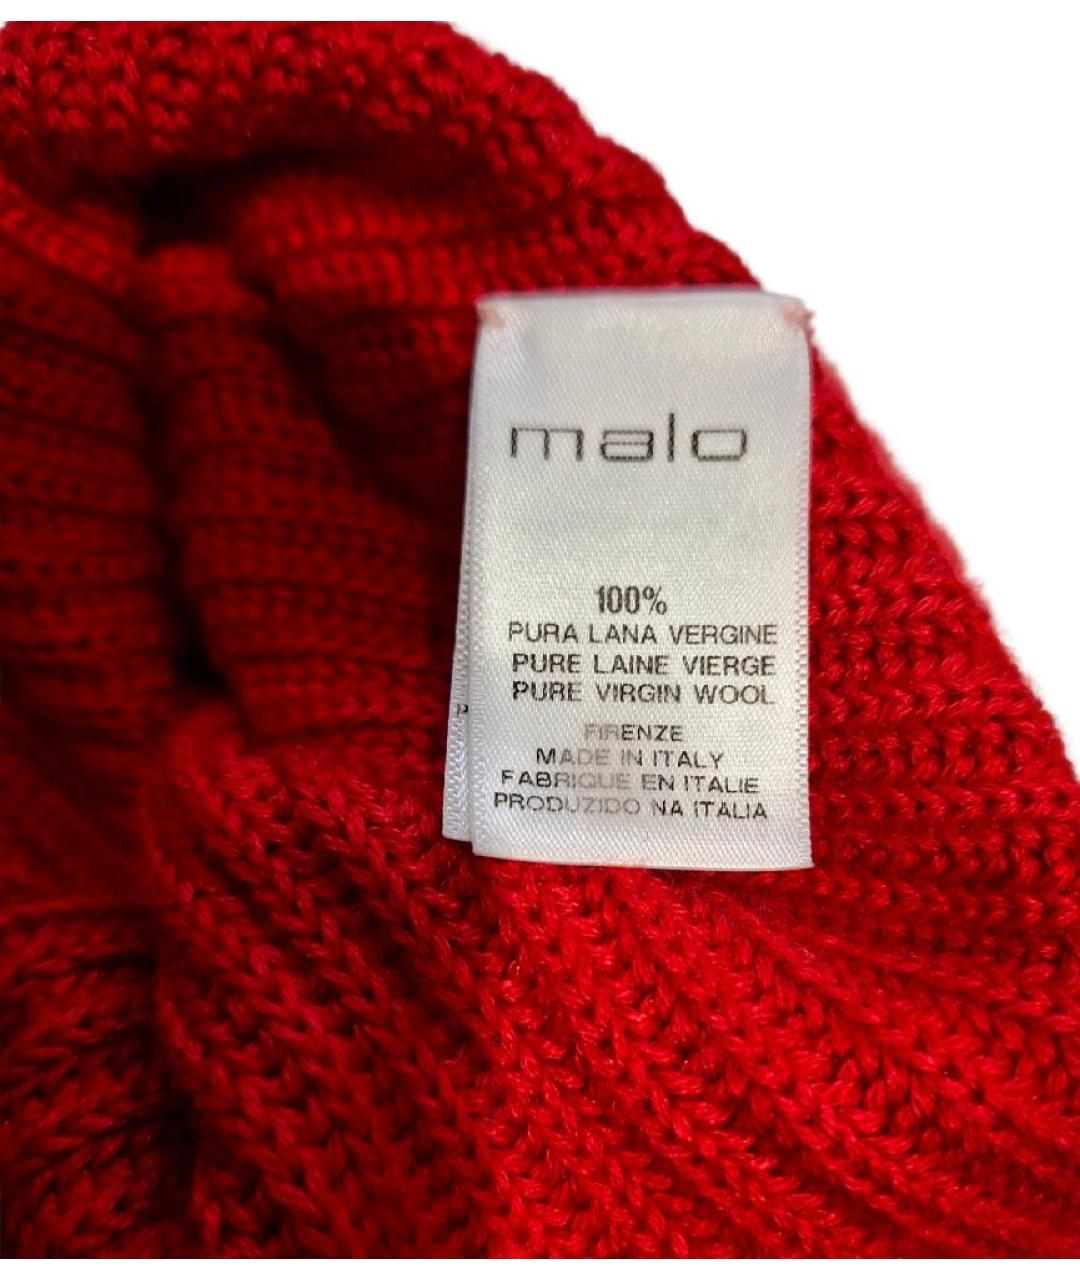 malo
100%
PURA LANA VERGINE
PURE LAINE VIERGE
PURE VIRGIN WOOL
FIRENZE
MADE IN ITALY
FABRIQUE EN ITALIE
PRODUZIDO NA ITALIA